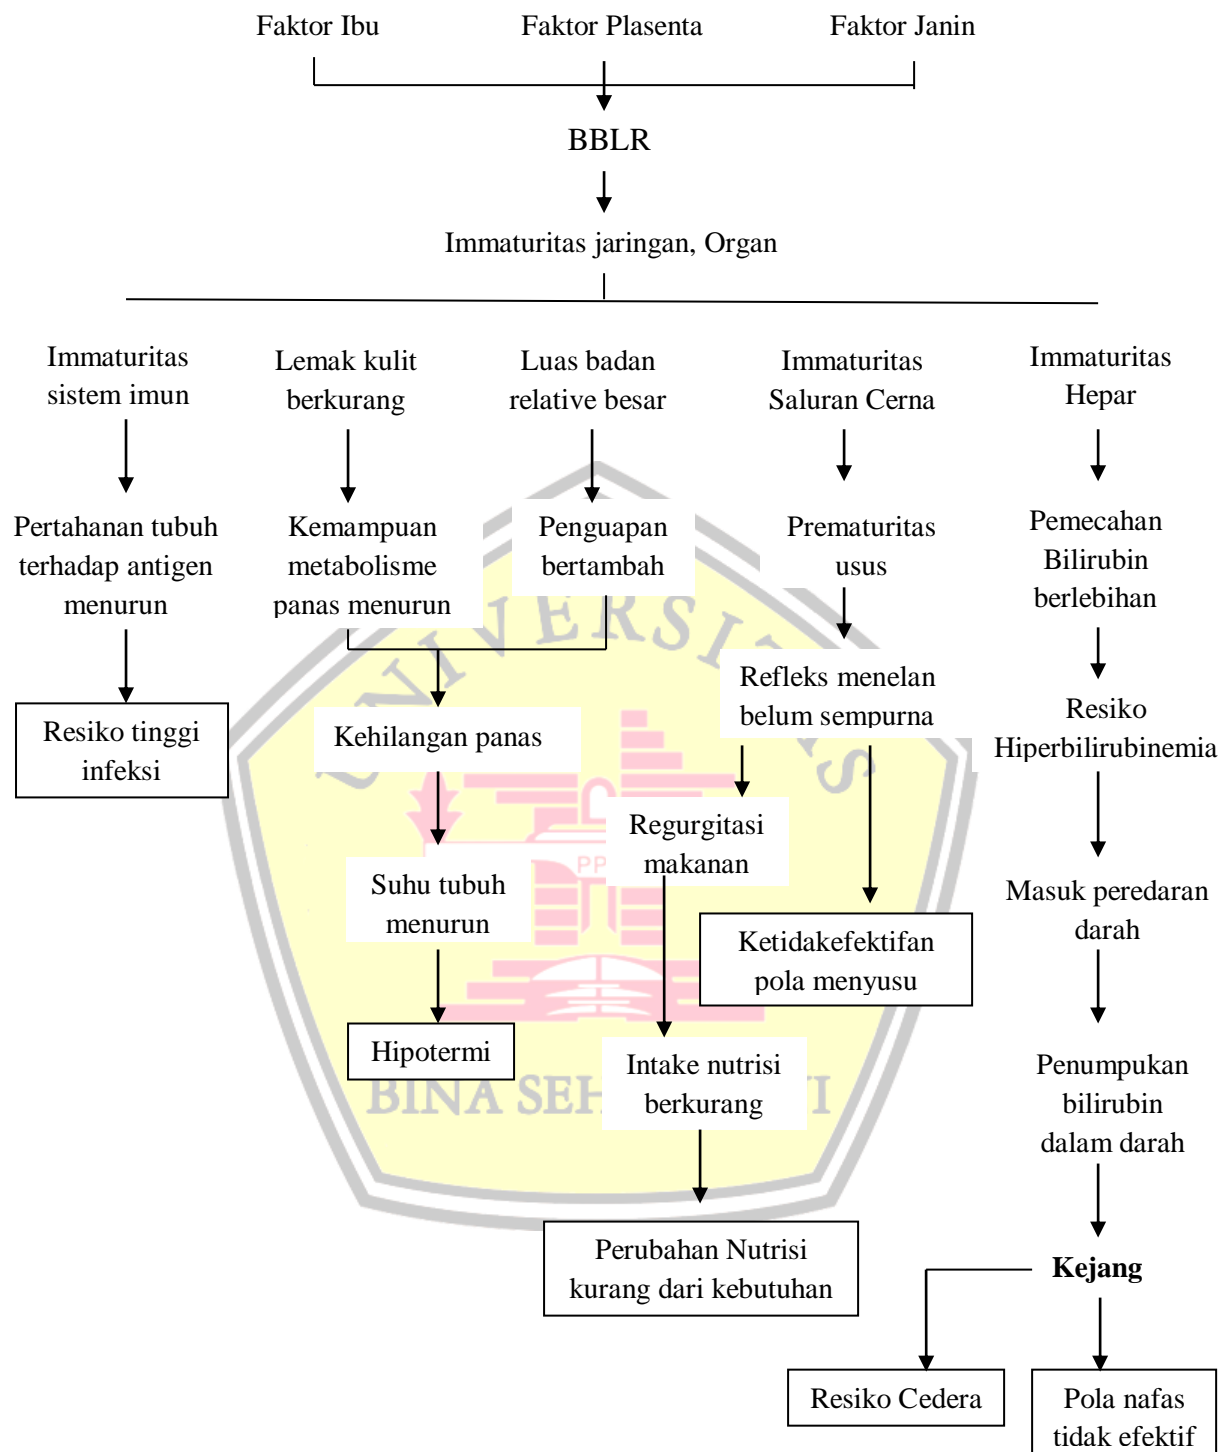 Faktor Ibu
Faktor Plasenta
Faktor Janin
BBLR
Immaturitas jaringan, Organ
Immaturitas
sistem imun
Lemak kulit
berkurang
Luas badan
relative besar
Immaturitas
Saluran Cerna
Immaturitas
Hepar
Pertahanan tubuh
terhadap antigen
menurun
Kemampuan
metabolisme
panas menurun
Penguapan
bertambah
Prematuritas
usus
Pemecahan
Bilirubin
berlebihan
Resiko tinggi
infeksi
Kehilangan panas
Refleks menelan
belum sempurna
Resiko
Hiperbilirubinemia
Regurgitasi
makanan
Suhu tubuh
menurun
Ketidakefektifan
pola menyusu
Masuk peredaran
darah
Hipotermi
Intake nutrisi
berkurang
Penumpukan
bilirubin
dalam darah
Perubahan Nutrisi
kurang dari kebutuhan
Kejang
Resiko Cedera
Pola nafas
tidak efektif
UNIVERSITAS
PP
BINA SEH